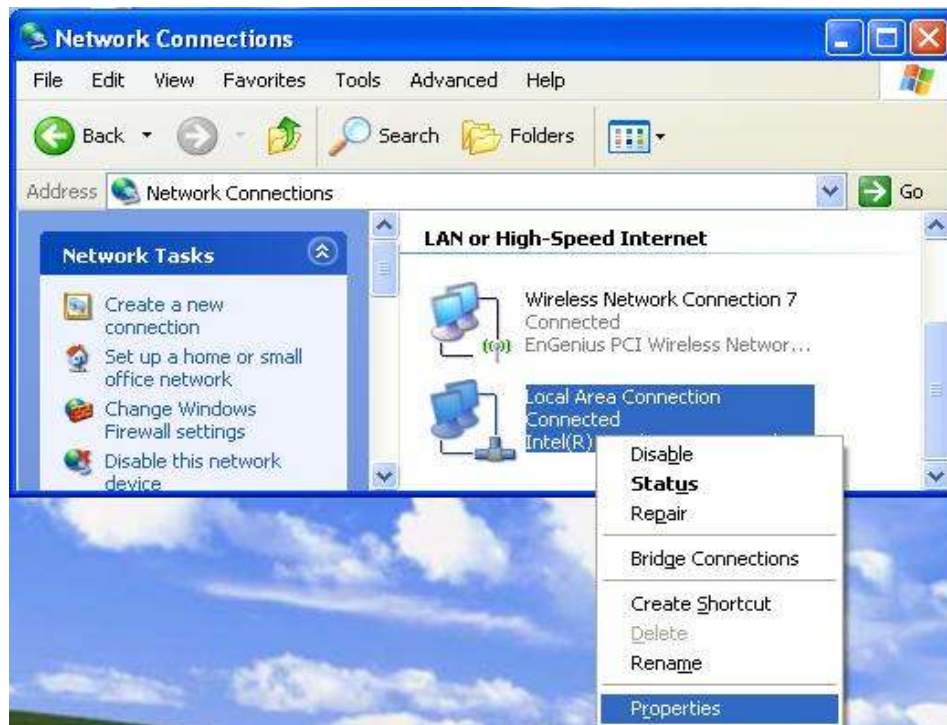 Network Connections
File Edit View Favorites Tools Advanced Help
Back Search Folders
Address Network Connections Go
Network Tasks
Create a new
connection
Set up a home or small
office network
Change Windows
Firewall settings
Disable this network
device
LAN or High-Speed Internet
Wireless Network Connection 7
Connected
EnGenius PCI Wireless Networ...
Local Area Connection
Connected
Intel(R)
Disable
Status
Repair
Bridge Connections
Create Shortcut
Delete
Rename
Properties